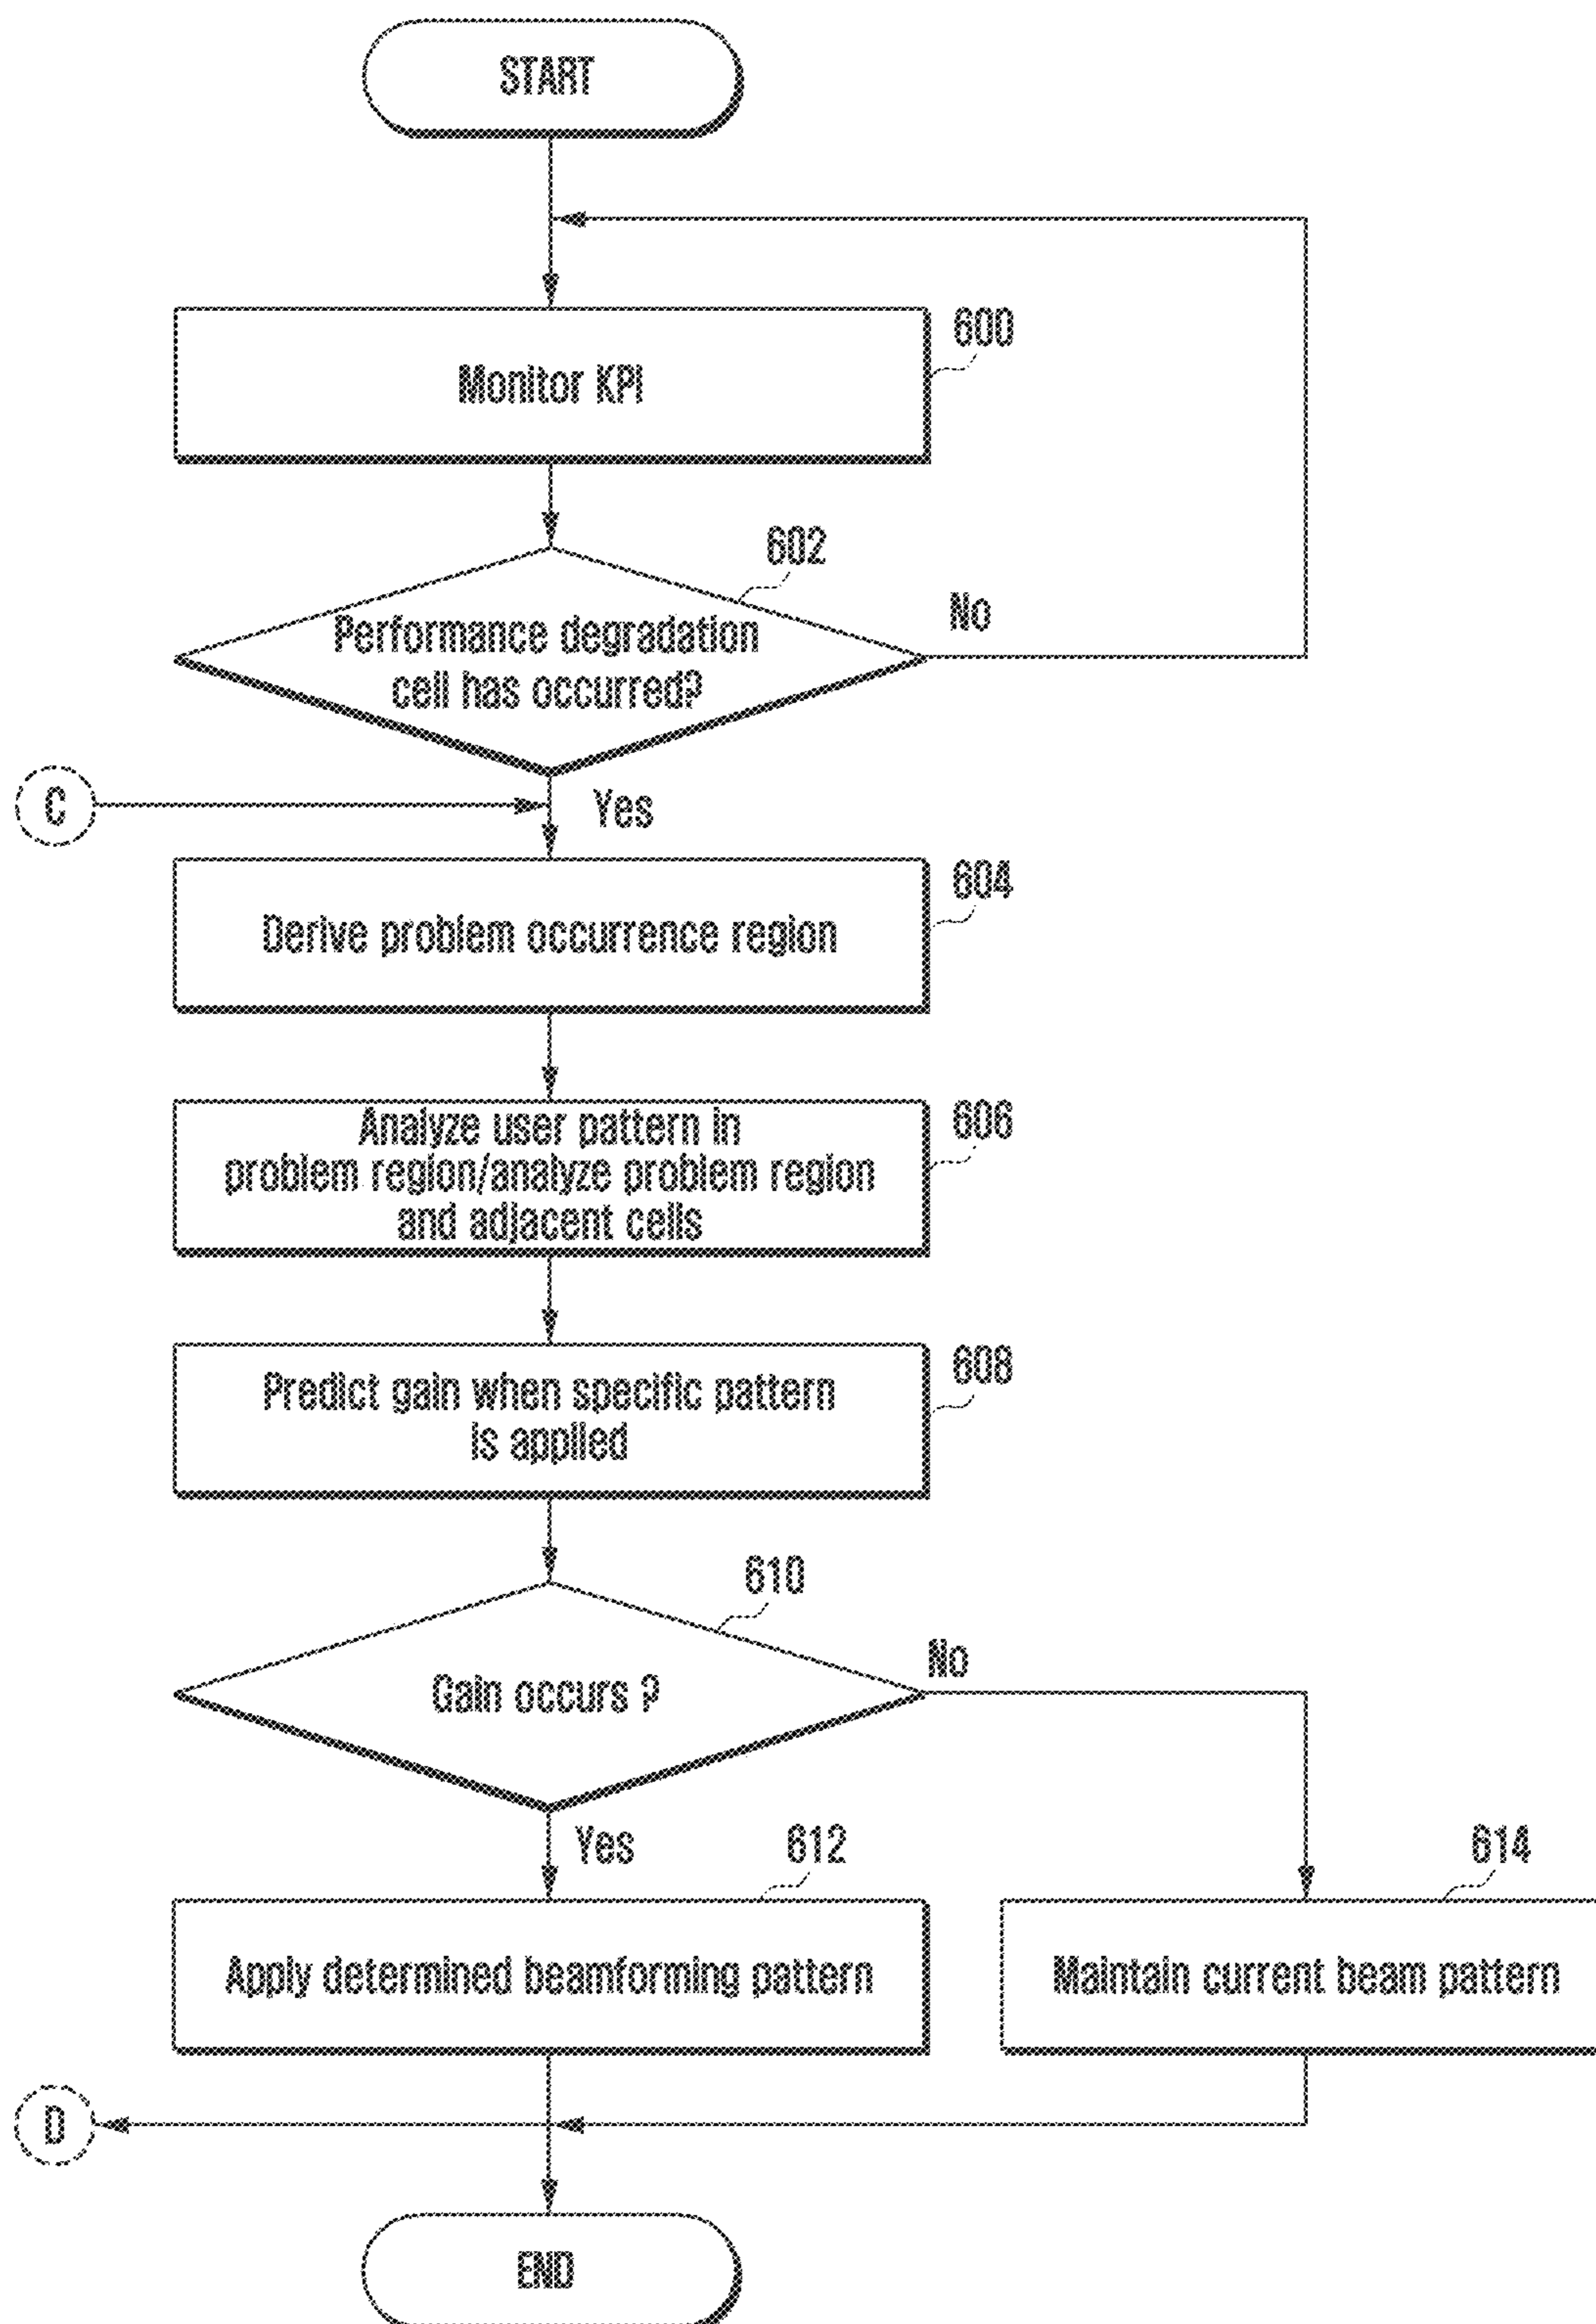 START
600
Monitor KPI
602
Performance degradation
cell has occurred?
No
C
Yes
604
Derive problem occurrence region
606
Analyze user pattern in
problem region/analyze problem region
and adjacent cells
608
Predict gain when specific pattern
is applied
610
Gain occurs ?
No
Yes
612
614
Apply determined beamforming pattern
Maintain current beam pattern
D
END